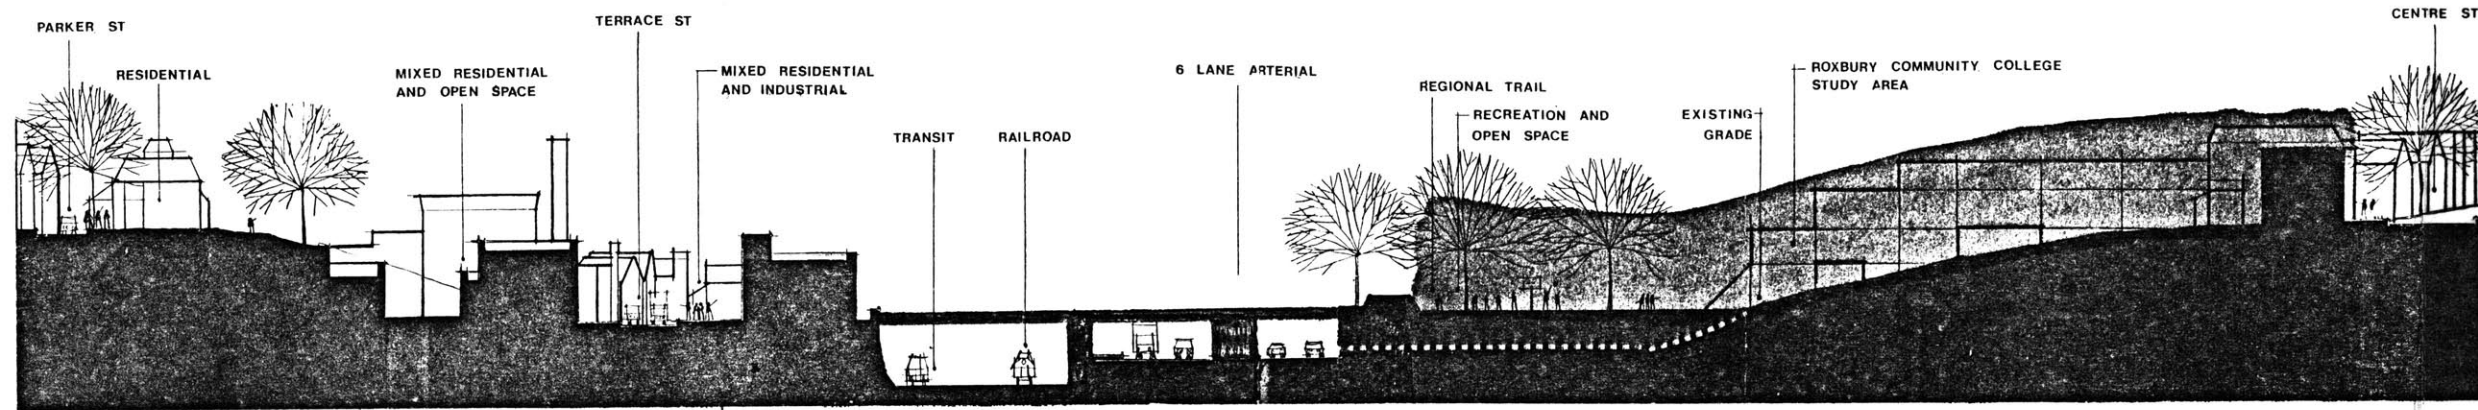 PARKER ST
RESIDENTIAL
MIXED RESIDENTIAL
AND OPEN SPACE
TERRACE ST
MIXED RESIDENTIAL
AND INDUSTRIAL
TRANSIT
RAILROAD
6 LANE ARTERIAL
REGIONAL TRAIL
RECREATION AND
OPEN SPACE
EXISTING
GRADE
ROXBURY COMMUNITY COLLEGE
STUDY AREA
CENTRE ST